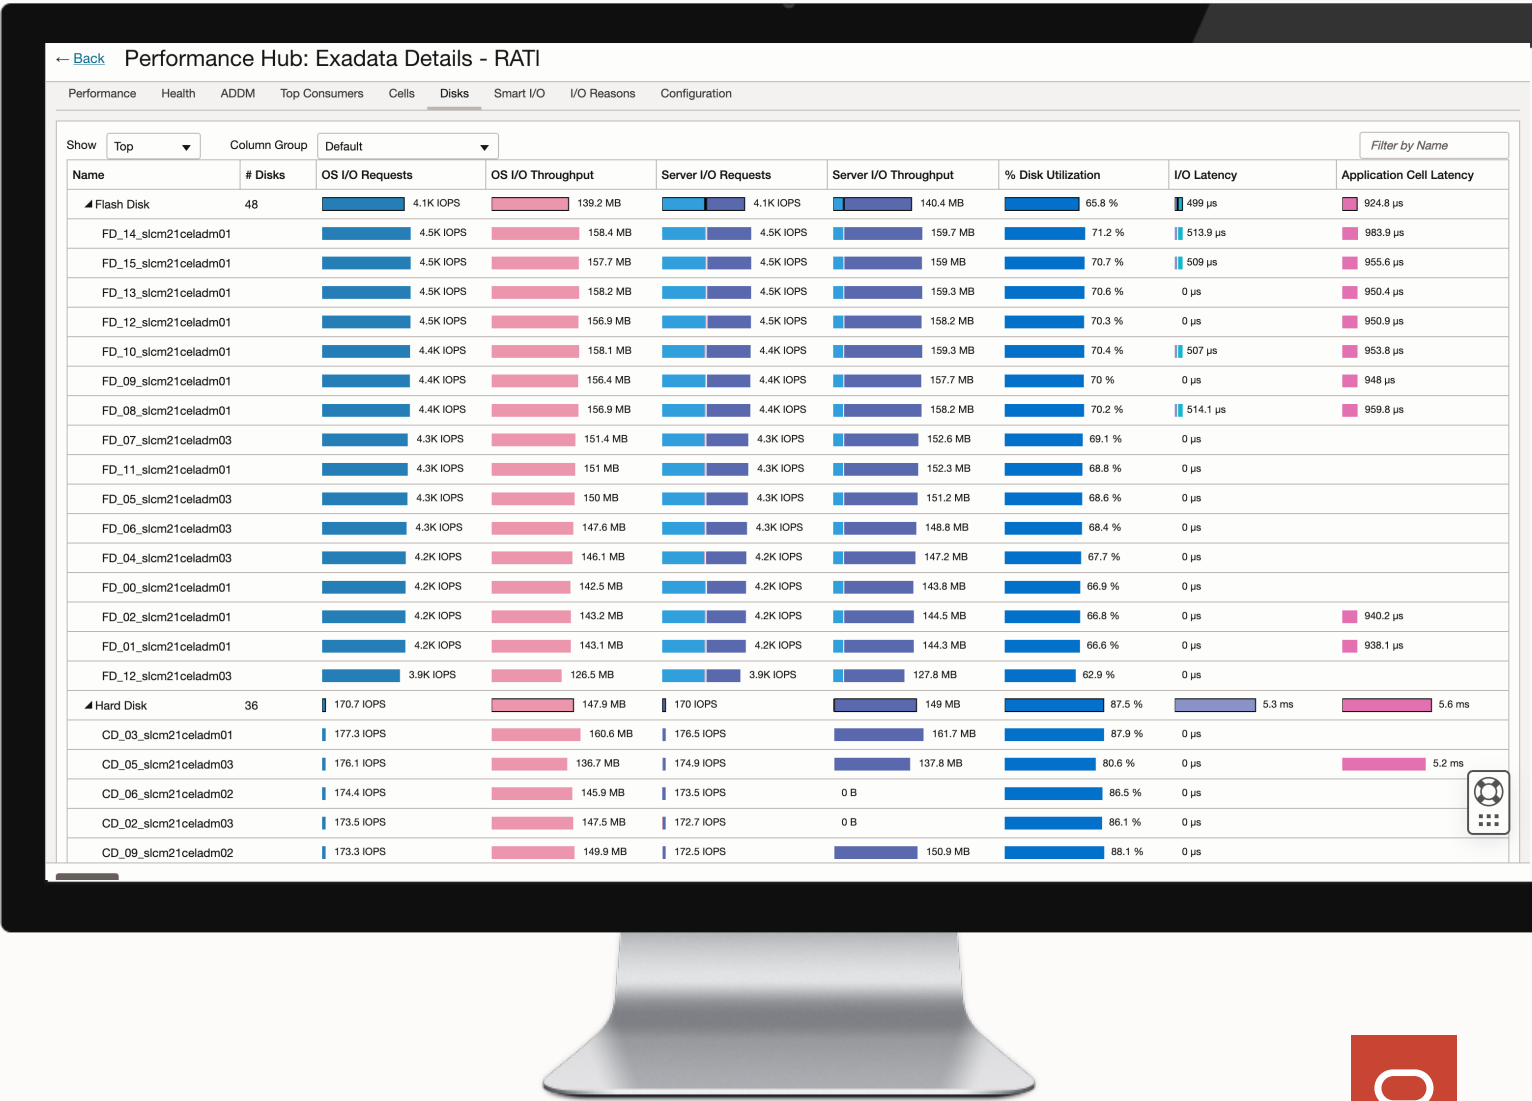 ← Back Performance Hub: Exadata Details - RATI
Performance Health ADDM Top Consumers Cells Disks Smart I/O I/O Reasons Configuration
Show Top Column Group Default Filter by Name
Name # Disks OS I/O Requests OS I/O Throughput Server I/O Requests Server I/O Throughput % Disk Utilization I/O Latency Application Cell Latency
Flash Disk 48 4.1K IOPS 139.2 MB 4.1K IOPS 140.4 MB 65.8 % 499 µs 924.8 µs
FD_14_slcm21celadm01 4.5K IOPS 158.4 MB 4.5K IOPS 159.7 MB 71.2 % 513.9 µs 983.9 µs
FD_15_slcm21celadm01 4.5K IOPS 157.7 MB 4.5K IOPS 159 MB 70.7 % 509 µs 955.6 µs
FD_13_slcm21celadm01 4.5K IOPS 158.2 MB 4.5K IOPS 159.3 MB 70.6 % 0 µs 950.4 µs
FD_12_slcm21celadm01 4.5K IOPS 156.9 MB 4.5K IOPS 158.2 MB 70.3 % 0 µs 950.9 µs
FD_10_slcm21celadm01 4.4K IOPS 158.1 MB 4.4K IOPS 159.3 MB 70.4 % 507 µs 953.8 µs
FD_09_slcm21celadm01 4.4K IOPS 156.4 MB 4.4K IOPS 157.7 MB 70 % 0 µs 948 µs
FD_08_slcm21celadm01 4.4K IOPS 156.9 MB 4.4K IOPS 158.2 MB 70.2 % 514.1 µs 959.8 µs
FD_07_slcm21celadm03 4.3K IOPS 151.4 MB 4.3K IOPS 152.6 MB 69.1 % 0 µs
FD_11_slcm21celadm01 4.3K IOPS 151 MB 4.3K IOPS 152.3 MB 68.8 % 0 µs
FD_05_slcm21celadm03 4.3K IOPS 150 MB 4.3K IOPS 151.2 MB 68.6 % 0 µs
FD_06_slcm21celadm03 4.3K IOPS 147.6 MB 4.3K IOPS 148.8 MB 68.4 % 0 µs
FD_04_slcm21celadm03 4.2K IOPS 146.1 MB 4.2K IOPS 147.2 MB 67.7 % 0 µs
FD_00_slcm21celadm01 4.2K IOPS 142.5 MB 4.2K IOPS 143.8 MB 66.9 % 0 µs
FD_02_slcm21celadm01 4.2K IOPS 143.2 MB 4.2K IOPS 144.5 MB 66.8 % 0 µs 940.2 µs
FD_01_slcm21celadm01 4.2K IOPS 143.1 MB 4.2K IOPS 144.3 MB 66.6 % 0 µs 938.1 µs
FD_12_slcm21celadm03 3.9K IOPS 126.5 MB 3.9K IOPS 127.8 MB 62.9 % 0 µs
Hard Disk 36 170.7 IOPS 147.9 MB 170 IOPS 149 MB 87.5 % 5.3 ms 5.6 ms
CD_03_slcm21celadm01 177.3 IOPS 160.6 MB 176.5 IOPS 161.7 MB 87.9 % 0 µs
CD_05_slcm21celadm03 176.1 IOPS 136.7 MB 174.9 IOPS 137.8 MB 80.6 % 0 µs 5.2 ms
CD_06_slcm21celadm02 174.4 IOPS 145.9 MB 173.5 IOPS 0 B 86.5 % 0 µs
CD_02_slcm21celadm03 173.5 IOPS 147.5 MB 172.7 IOPS 0 B 86.1 % 0 µs
CD_09_slcm21celadm02 173.3 IOPS 149.9 MB 172.5 IOPS 150.9 MB 88.1 % 0 µs